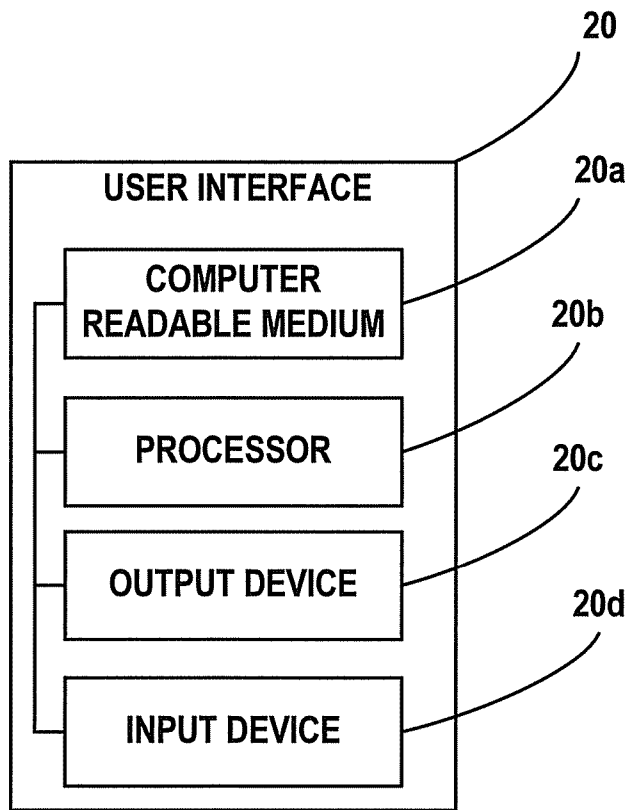 20
USER INTERFACE
20a
COMPUTER
READABLE MEDIUM
20b
PROCESSOR
20c
OUTPUT DEVICE
20d
INPUT DEVICE